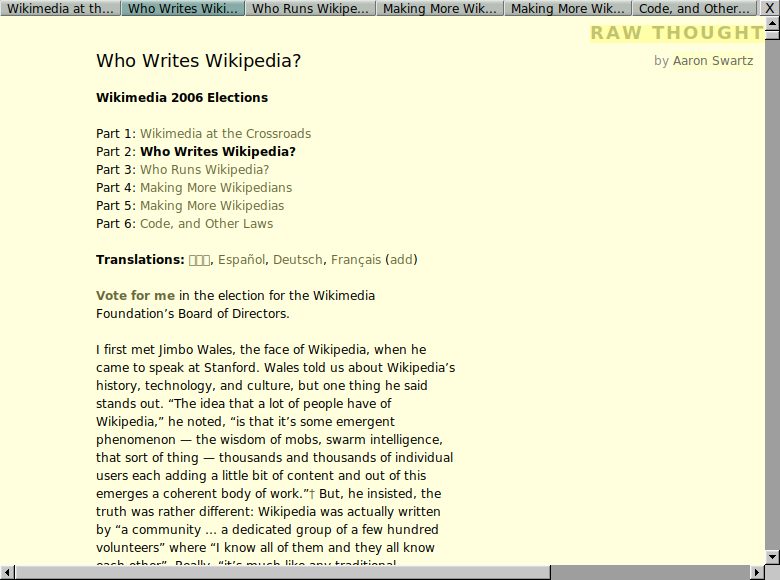 Wikimedia at th... Who Writes Wiki... Who Runs Wikipe... Making More Wik... Making More Wik... Code, and Other... X
RAW THOUGHT
Who Writes Wikipedia?
by Aaron Swartz
Wikimedia 2006 Elections
Part 1: Wikimedia at the Crossroads
Part 2: Who Writes Wikipedia?
Part 3: Who Runs Wikipedia?
Part 4: Making More Wikipedians
Part 5: Making More Wikipedias
Part 6: Code, and Other Laws
Translations: , Español, Deutsch, Français (add)
Vote for me in the election for the Wikimedia
Foundation’s Board of Directors.
I first met Jimbo Wales, the face of Wikipedia, when he
came to speak at Stanford. Wales told us about Wikipedia’s
history, technology, and culture, but one thing he said
stands out. “The idea that a lot of people have of
Wikipedia,” he noted, “is that it’s some emergent
phenomenon — the wisdom of mobs, swarm intelligence,
that sort of thing — thousands and thousands of individual
users each adding a little bit of content and out of this
emerges a coherent body of work.”† But, he insisted, the
truth was rather different: Wikipedia was actually written
by “a community ... a dedicated group of a few hundred
volunteers” where “I know all of them and they all know
each other”. Really, “it’s much like any traditional